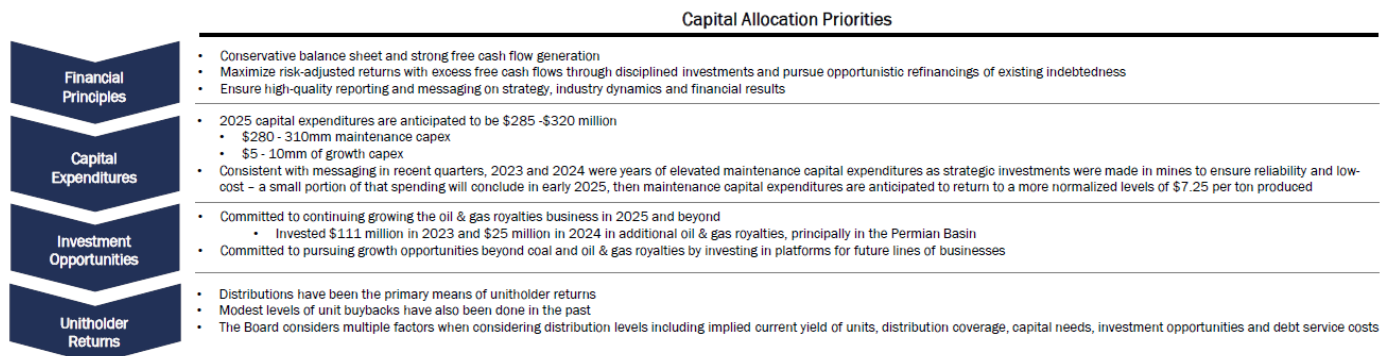 Capital Allocation Priorities
Financial
Principles
• Conservative balance sheet and strong free cash flow generation
• Maximize risk-adjusted returns with excess free cash flows through disciplined investments and pursue opportunistic refinancings of existing indebtedness
• Ensure high-quality reporting and messaging on strategy, industry dynamics and financial results
Capital
Expenditures
• 2025 capital expenditures are anticipated to be $285 -$320 million
• $280 - 310mm maintenance capex
• $5 - 10mm of growth capex
• Consistent with messaging in recent quarters, 2023 and 2024 were years of elevated maintenance capital expenditures as strategic investments were made in mines to ensure reliability and low-
cost – a small portion of that spending will conclude in early 2025, then maintenance capital expenditures are anticipated to return to a more normalized levels of $7.25 per ton produced
Investment
Opportunities
• Committed to continuing growing the oil & gas royalties business in 2025 and beyond
• Invested $111 million in 2023 and $25 million in 2024 in additional oil & gas royalties, principally in the Permian Basin
• Committed to pursuing growth opportunities beyond coal and oil & gas royalties by investing in platforms for future lines of businesses
Unitholder
Returns
• Distributions have been the primary means of unitholder returns
• Modest levels of unit buybacks have also been done in the past
• The Board considers multiple factors when considering distribution levels including implied current yield of units, distribution coverage, capital needs, investment opportunities and debt service costs